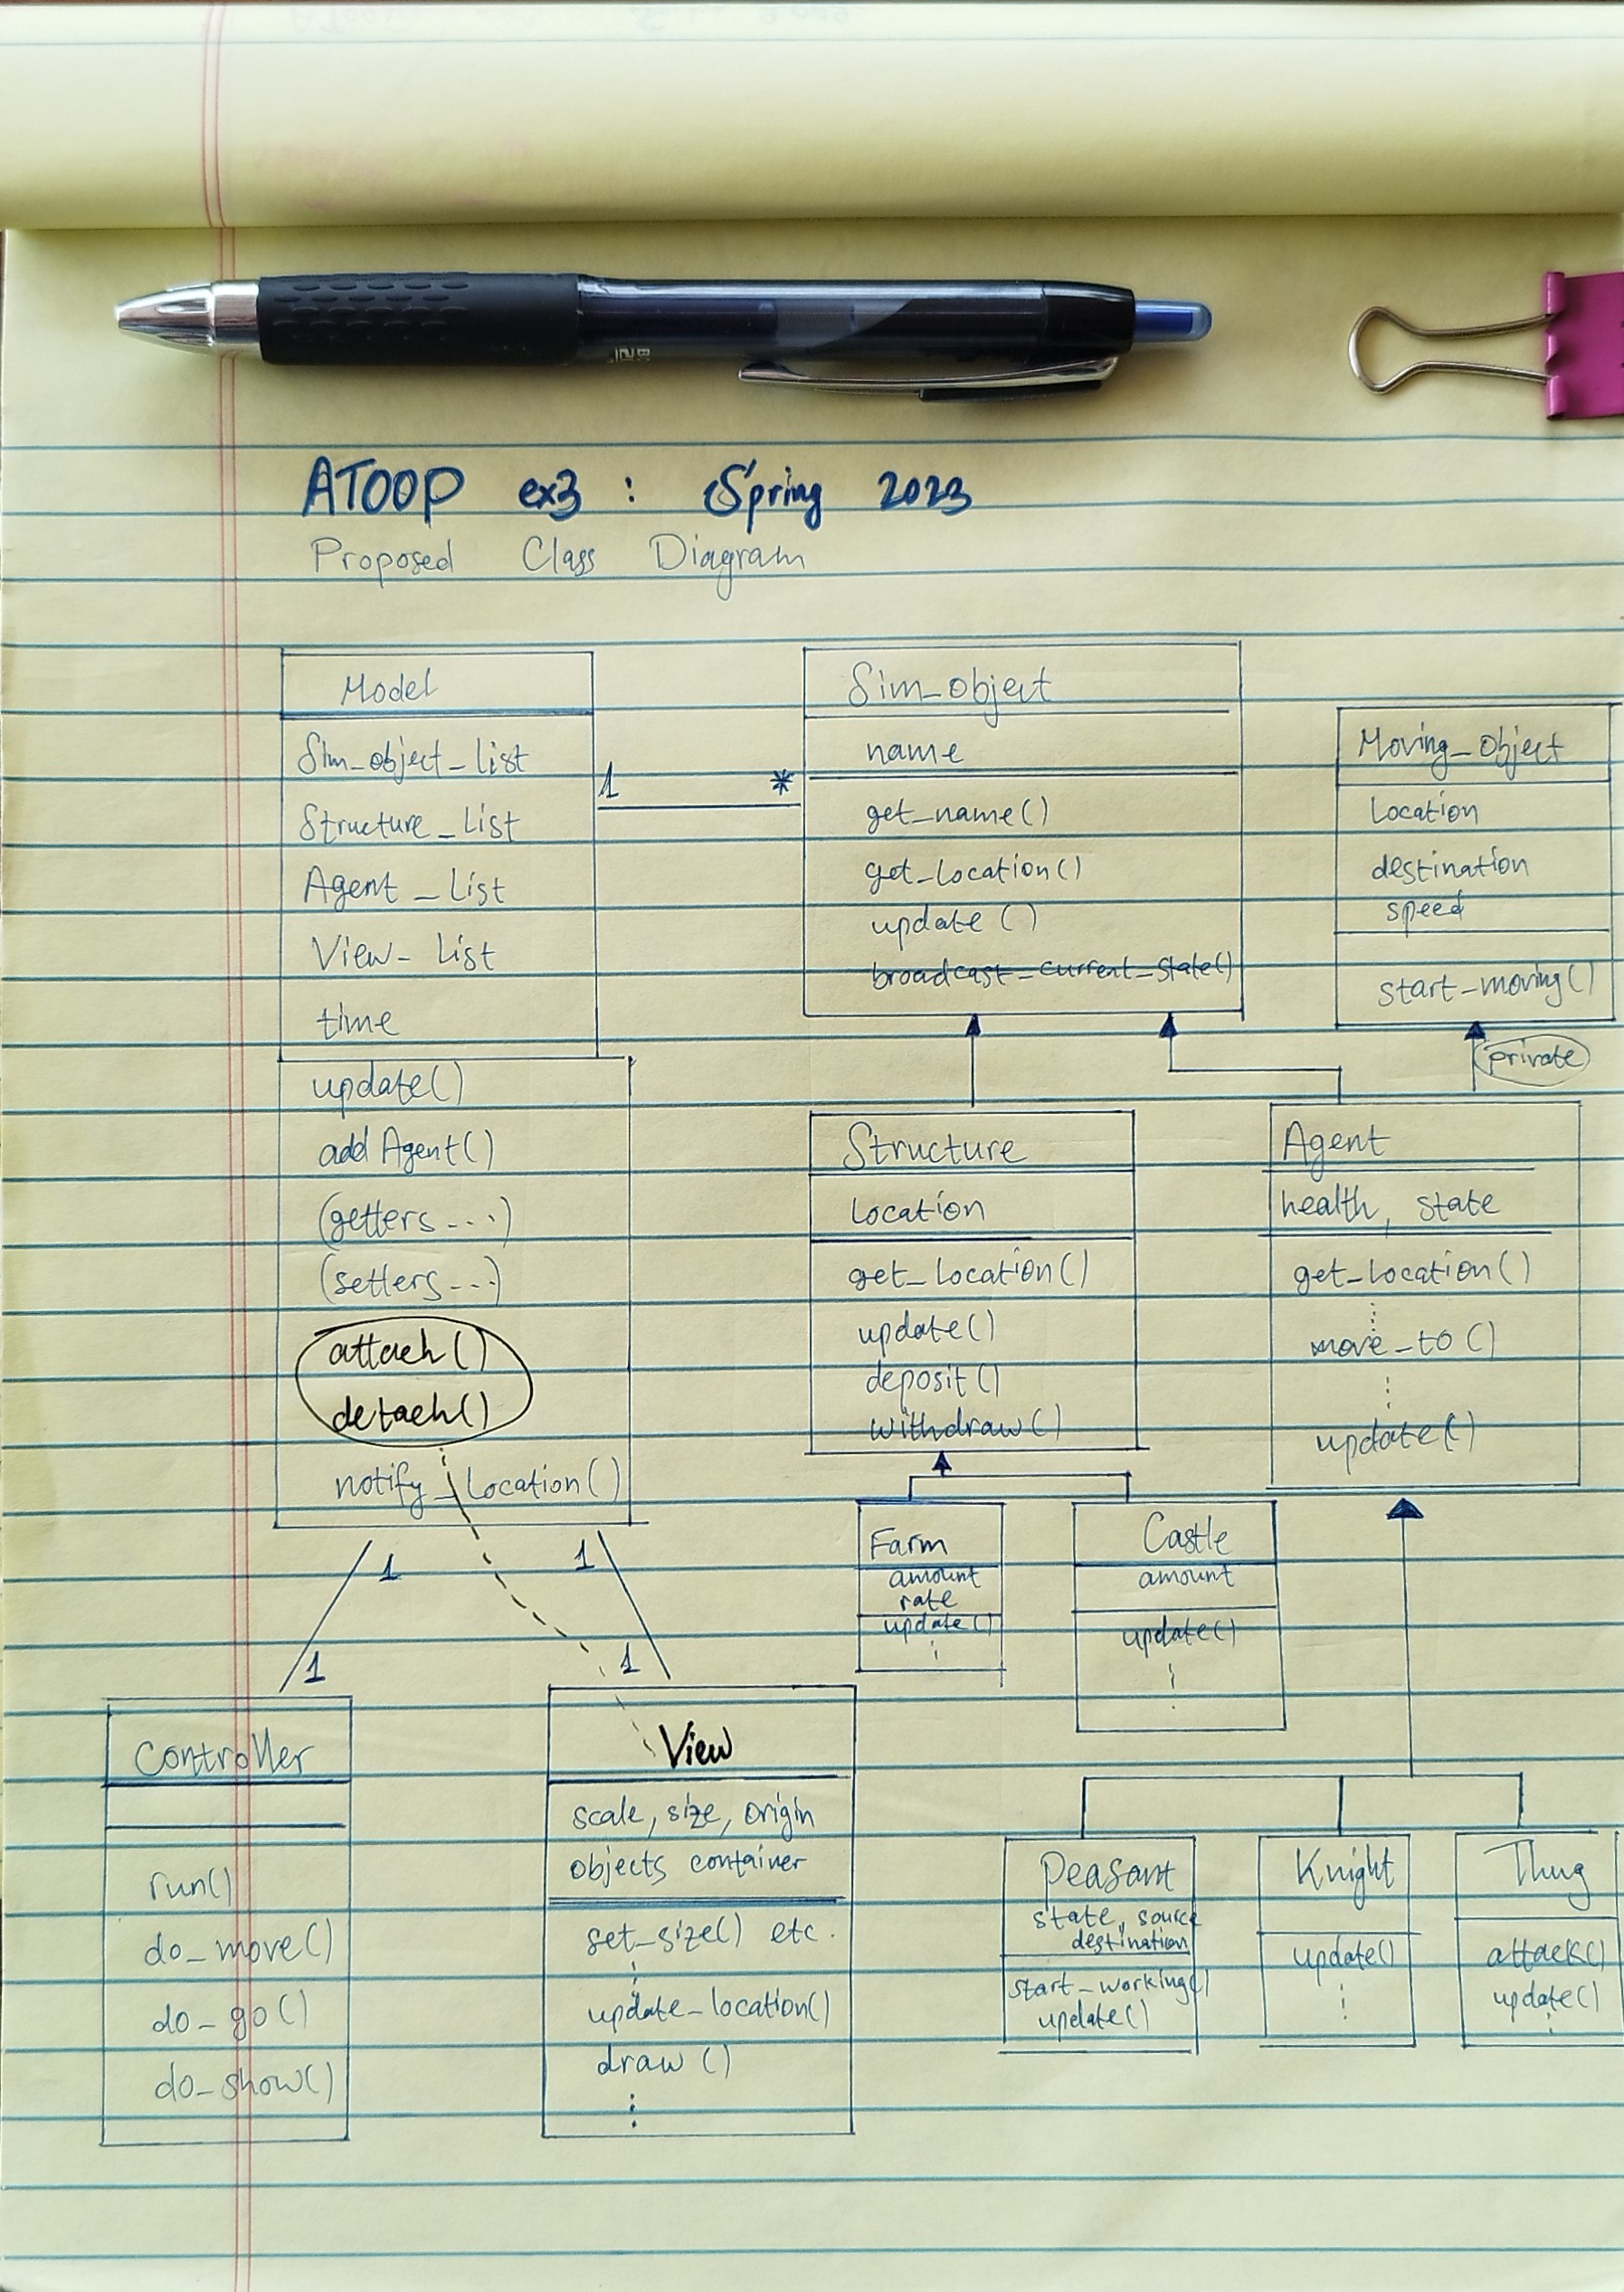 ATOOP ex3 : Spring 2023
Proposed Class Diagram
Model
Sim_object_list
Structure_List
Agent_List
View_List
time
update()
add Agent()
(getters....)
(setters...)
attach()
detach()
notify_Location()
1
*
Sim_object
name
get_name()
get_Location()
update()
broadcast_current_state()
Moving_Object
Location
destination
speed
start_moving()
private
Structure
Location
get_Location()
update()
deposit()
withdraw()
Agent
health, state
get_Location()
move_to()
update()
Farm
amount
rate
update()
Castle
amount
update()
1
1
1
1
Controller
run()
do_move()
do_go()
do_show()
View
scale, size, origin
objects container
set_size() etc.
update_location()
draw()
Peasant
state, source
destination
start_working()
update()
Knight
update()
Thug
attack()
update()